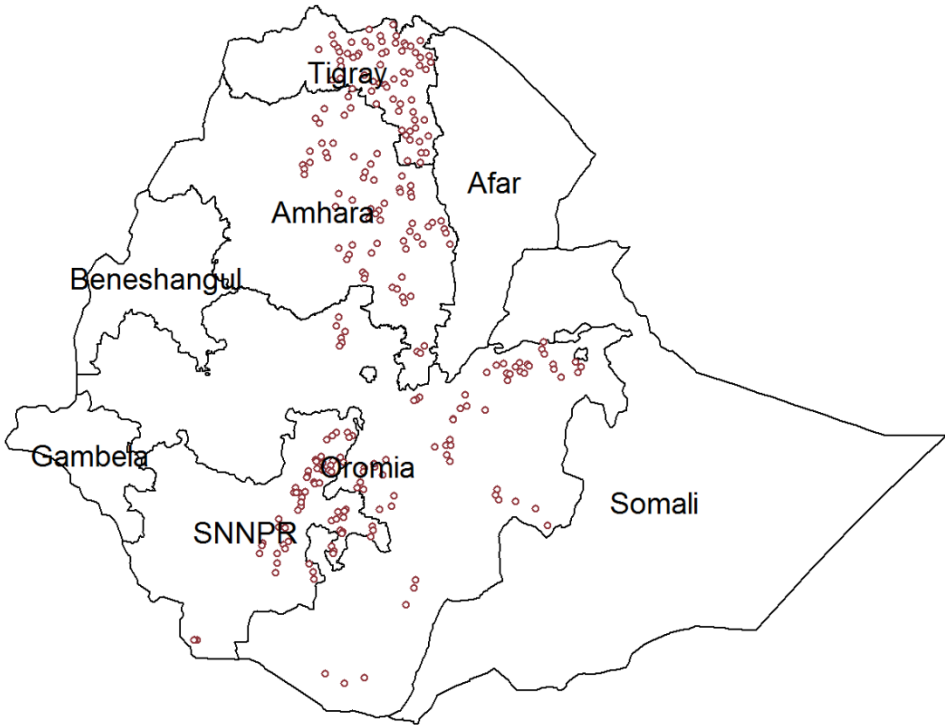 Tigray
Afar
Amhara
Beneshangul
Gambela
Oromia
Somali
SNNPR